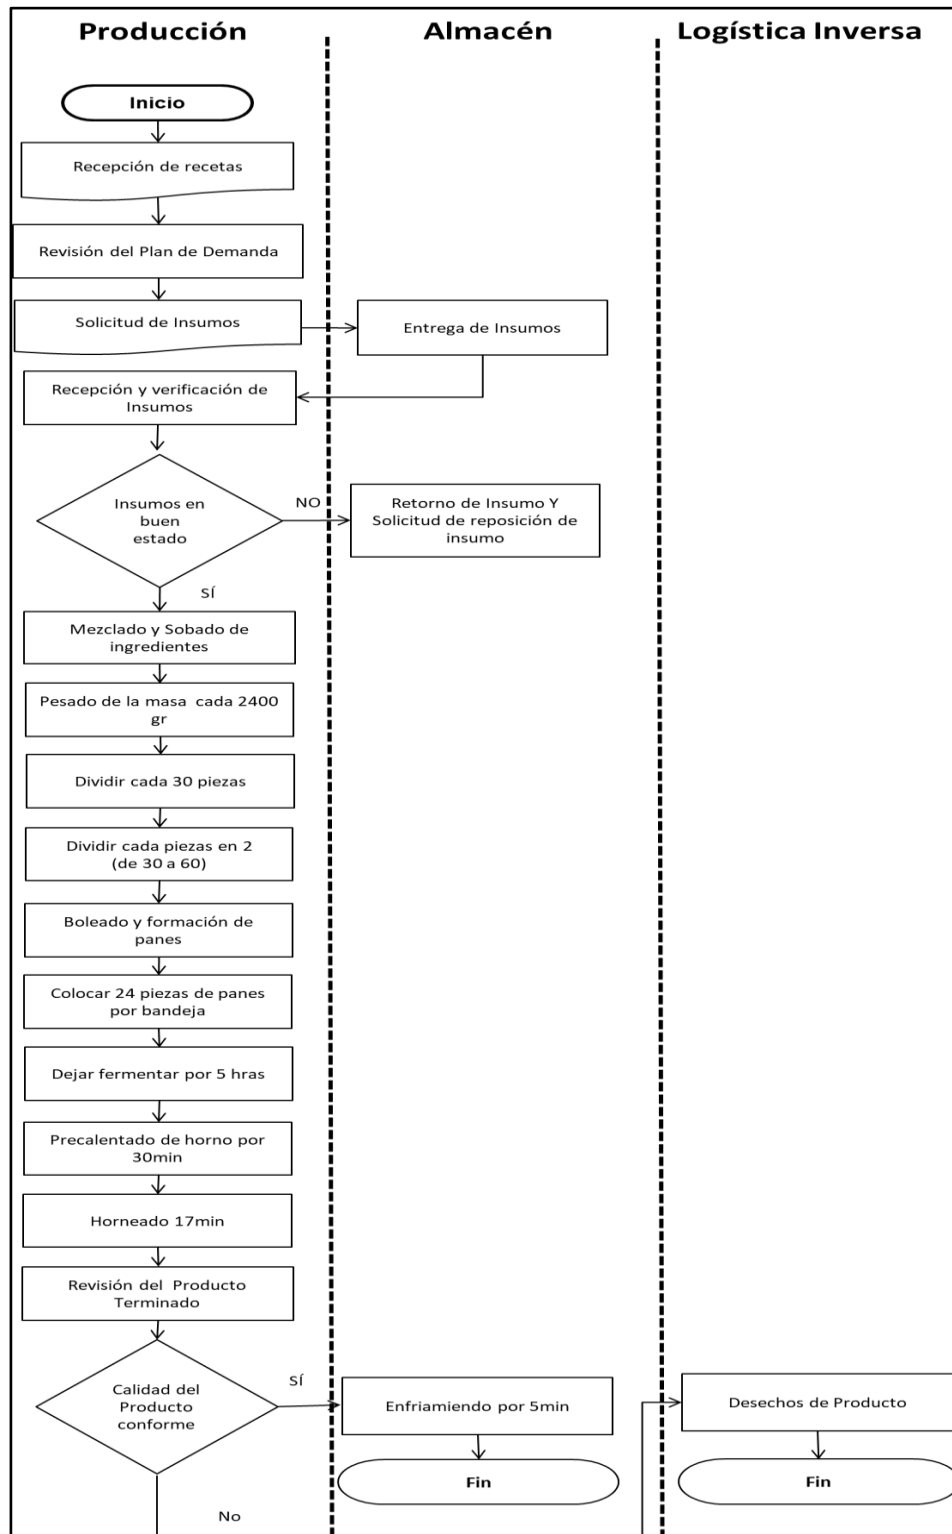 Producción
Almacén
Logística Inversa
Inicio
Recepción de recetas
Revisión del Plan de Demanda
Solicitud de Insumos
Entrega de Insumos
Recepción y verificación de
Insumos
Insumos en
buen
estado
NO
Retorno de Insumo Y
Solicitud de reposición de
insumo
SÍ
Mezclado y Sobado de
ingredientes
Pesado de la masa cada 2400
gr
Dividir cada 30 piezas
Dividir cada piezas en 2
(de 30 a 60)
Boleado y formación de
panes
Colocar 24 piezas de panes
por bandeja
Dejar fermentar por 5 hras
Precalentado de horno por
30min
Horneado 17min
Revisión del Producto
Terminado
Calidad del
Producto
conforme
SÍ
Enfriamiendo por 5min
Desechos de Producto
Fin
Fin
No